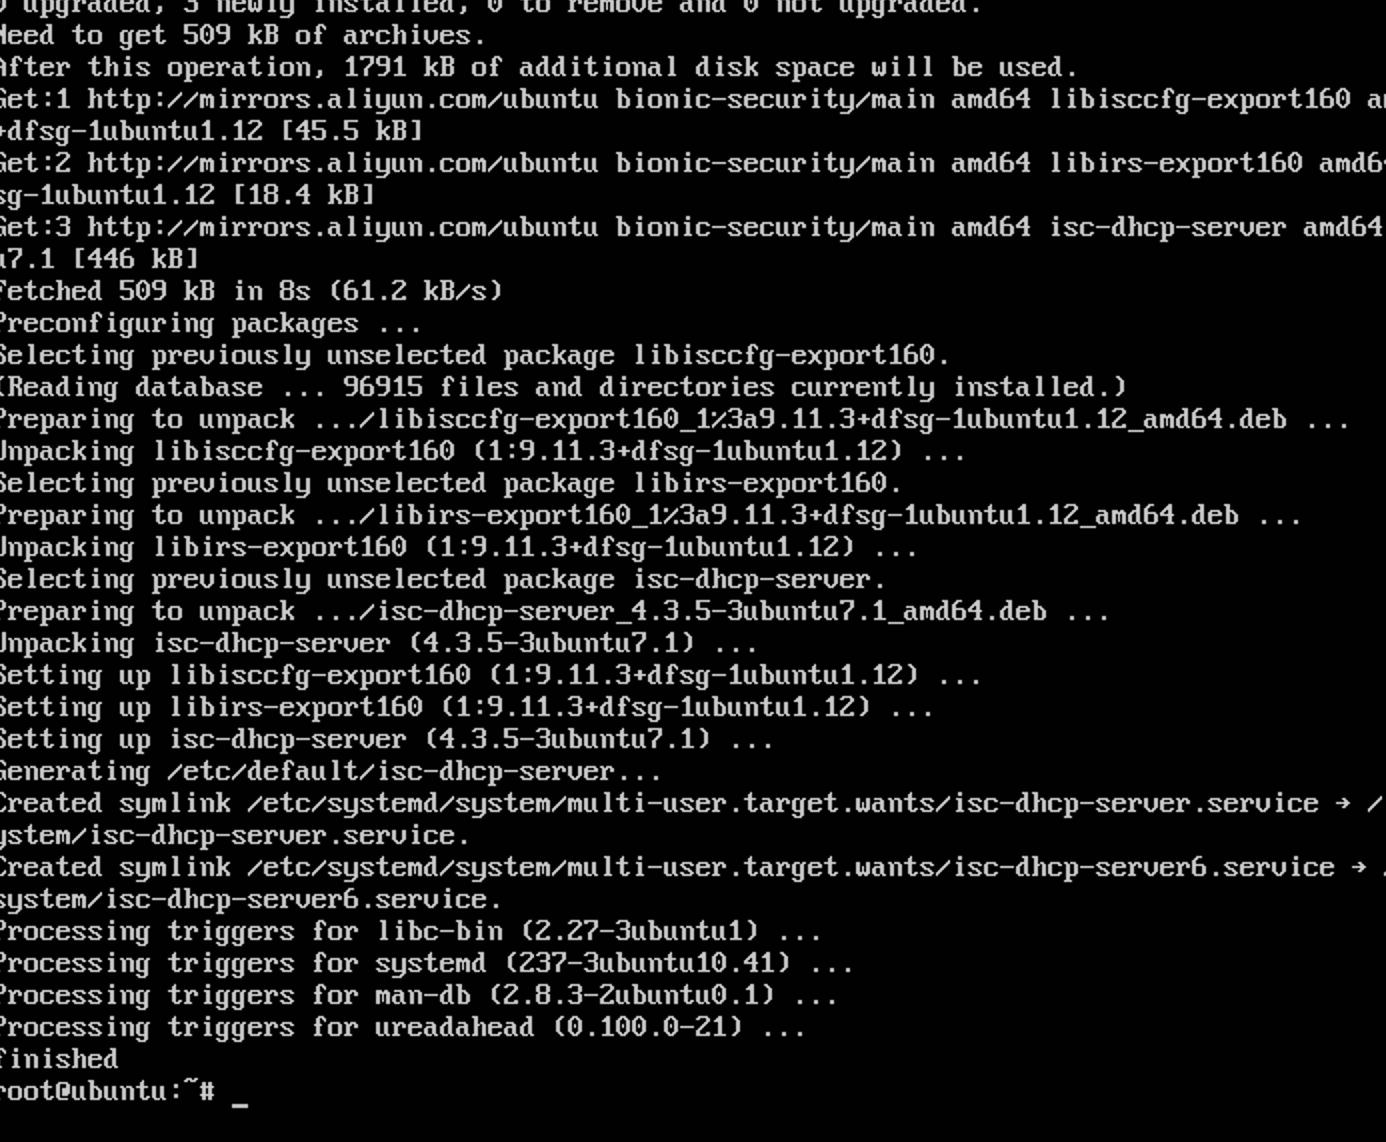 upgraded, 3 newly installed, 0 to remove and 0 not upgraded.
Need to get 509 kB of archives.
After this operation, 1791 kB of additional disk space will be used.
Get:1 http://mirrors.aliyun.com/ubuntu bionic-security/main amd64 libisccfg-export160
+dfsg-1ubuntu1.12 [45.5 kB]
Get:2 http://mirrors.aliyun.com/ubuntu bionic-security/main amd64 libirs-export160 amd6
sg-1ubuntu1.12 [18.4 kB]
Get:3 http://mirrors.aliyun.com/ubuntu bionic-security/main amd64 isc-dhcp-server amd64
u7.1 [446 kB]
Fetched 509 kB in 8s (61.2 kB/s)
Preconfiguring packages ...
Selecting previously unselected package libisccfg-export160.
(Reading database ... 96915 files and directories currently installed.)
Preparing to unpack .../libisccfg-export160_1%3a9.11.3+dfsg-1ubuntu1.12_amd64.deb ...
Unpacking libisccfg-export160 (1:9.11.3+dfsg-1ubuntu1.12) ...
Selecting previously unselected package libirs-export160.
Preparing to unpack .../libirs-export160_1%3a9.11.3+dfsg-1ubuntu1.12_amd64.deb ...
Unpacking libirs-export160 (1:9.11.3+dfsg-1ubuntu1.12) ...
Selecting previously unselected package isc-dhcp-server.
Preparing to unpack .../isc-dhcp-server_4.3.5-3ubuntu7.1_amd64.deb ...
Unpacking isc-dhcp-server (4.3.5-3ubuntu7.1) ...
Setting up libisccfg-export160 (1:9.11.3+dfsg-1ubuntu1.12) ...
Setting up libirs-export160 (1:9.11.3+dfsg-1ubuntu1.12) ...
Setting up isc-dhcp-server (4.3.5-3ubuntu7.1) ...
Generating /etc/default/isc-dhcp-server...
Created symlink /etc/systemd/system/multi-user.target.wants/isc-dhcp-server.service → /
ystem/isc-dhcp-server.service.
Created symlink /etc/systemd/system/multi-user.target.wants/isc-dhcp-server6.service →
system/isc-dhcp-server6.service.
Processing triggers for libc-bin (2.27-3ubuntu1) ...
Processing triggers for systemd (237-3ubuntu10.41) ...
Processing triggers for man-db (2.8.3-2ubuntu0.1) ...
Processing triggers for ureadahead (0.100.0-21) ...
finished
root@ubuntu:~# _